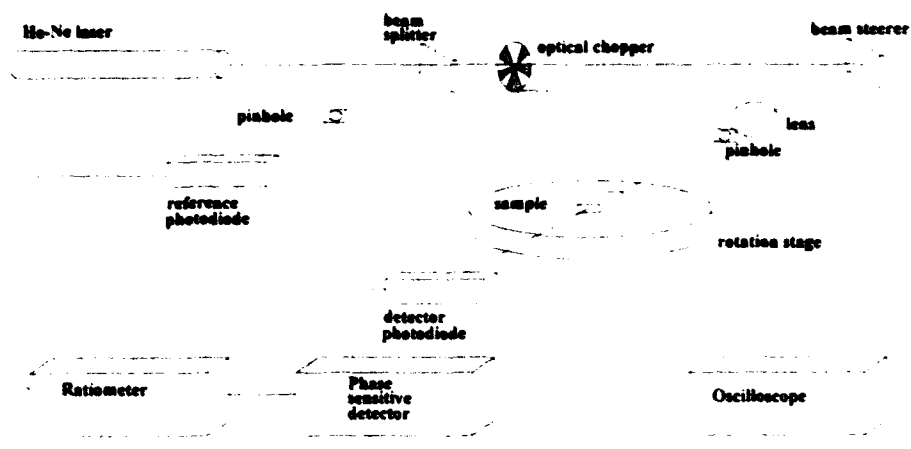 He-Ne laser
beam
splitter
optical chopper
beam steerer
pinhole
lens
pinhole
reference
photodiode
sample
rotation stage
detector
photodiode
Ratiometer
Phase
sensitive
detector
Oscilloscope